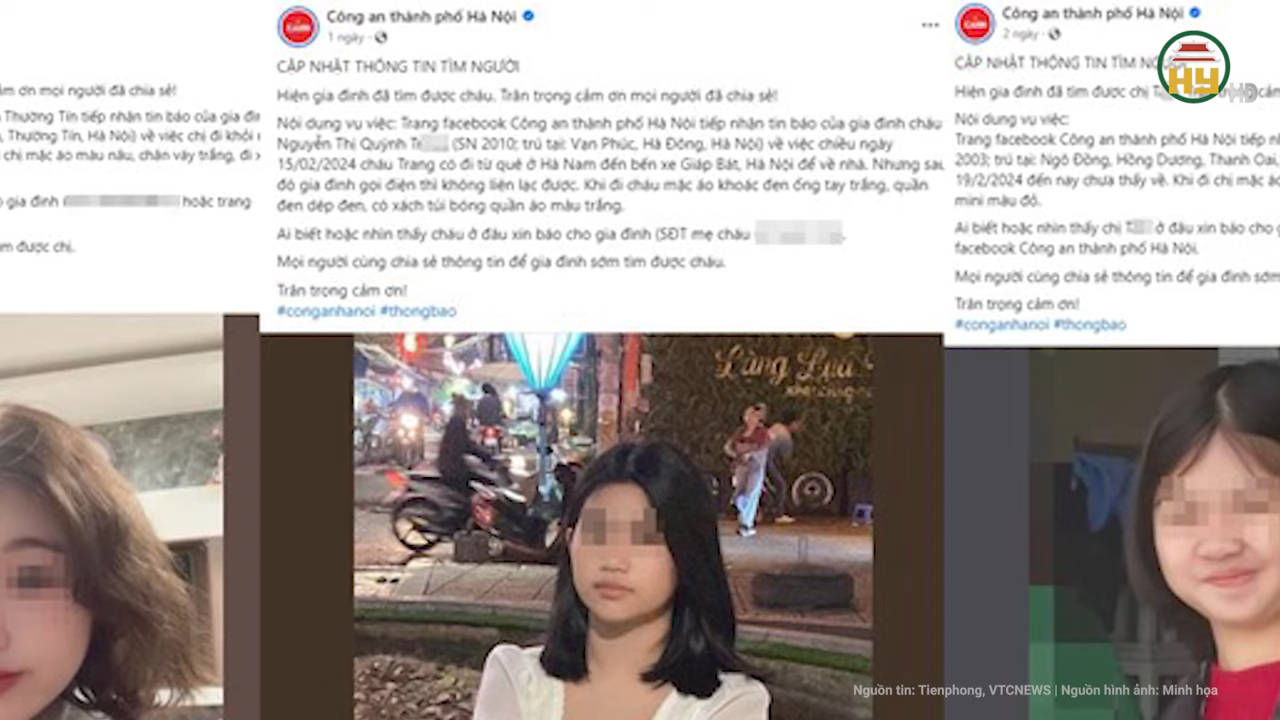 ảm ơn mọi người đã chia sẻ!
Thường Tín tiếp nhận tin báo của gia đì
, Thường Tín, Hà Nội) về việc chị đi khỏi
chị mặc áo màu nâu, chân váy trắng, đi x
gia đình hoặc trang
m được chị.
Công an thành phố Hà Nội
1 ngày
CẬP NHẬT THÔNG TIN TÌM NGƯỜI
Hiện gia đình đã tìm được cháu. Trân trọng cảm ơn mọi người đã chia sẻ!
Nội dung vụ việc: Trang facebook Công an thành phố Hà Nội tiếp nhận tin báo của gia đình cháu
Nguyễn Thị Quỳnh Tr (SN 2010; trú tại: Vạn Phúc, Hà Đông, Hà Nội) về việc chiều ngày
15/02/2024 cháu Trang có đi từ quê ở Hà Nam đến bến xe Giáp Bát, Hà Nội để về nhà. Nhưng sau
đó gia đình gọi điện thì không liên lạc được. Khi đi cháu mặc áo khoác đen ống tay trắng, quần
đen dép đen, có xách túi bóng quần áo màu trắng.
Ai biết hoặc nhìn thấy cháu ở đâu xin báo cho gia đình (SĐT mẹ cháu
Mọi người cùng chia sẻ thông tin để gia đình sớm tìm được cháu.
Trân trọng cảm ơn!
#conganhanoi #thongbao
Làng Lụa
Công an thành phố Hà Nội
2 ngày
CẬP NHẬT THÔNG TIN TÌM NGƯỜI
Hiện gia đình đã tìm được chị cảm
Nội dung vụ việc:
Trang facebook Công an thành phố Hà Nội tiếp nh
2003; trú tại: Ngô Đồng, Hồng Dương, Thanh Oai,
19/2/2024 đến nay chưa thấy về. Khi đi chị mặc áo
mini màu đỏ.
Ai biết hoặc nhìn thấy chị T ở đâu xin báo cho g
facebook Công an thành phố Hà Nội.
Mọi người cùng chia sẻ thông tin để gia đình sớm
Trân trọng cảm ơn!
#conganhanoi #thongbao
HY HD
Nguồn tin: Tienphong, VTCNEWS | Nguồn hình ảnh: Minh họa